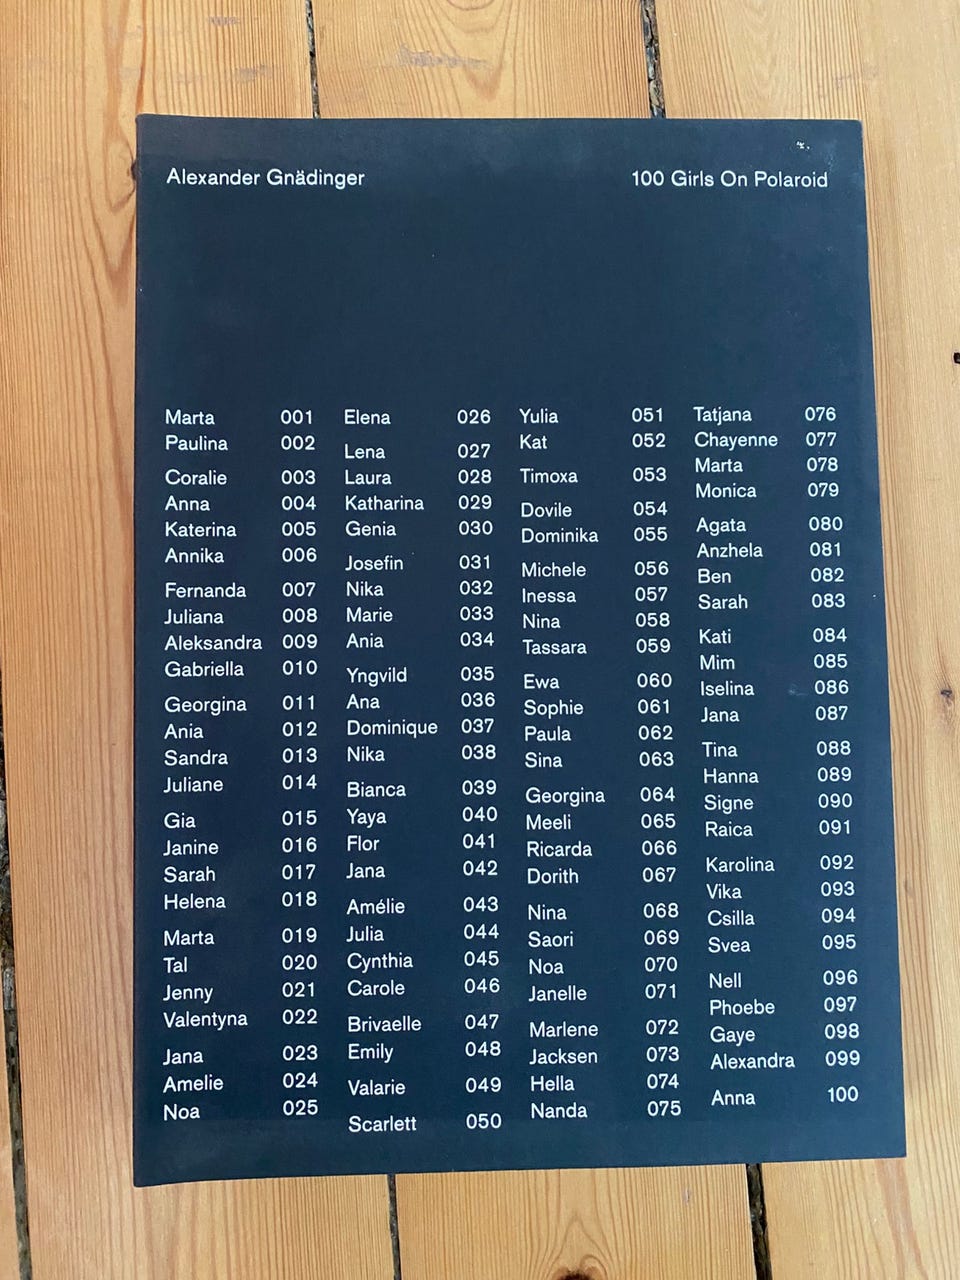 Alexander Gnädinger
100 Girls On Polaroid
Marta 001
Paulina 002
Coralie 003
Anna 004
Katerina 005
Annika 006
Fernanda 007
Juliana 008
Aleksandra 009
Gabriella 010
Georgina 011
Ania 012
Sandra 013
Juliane 014
Gia 015
Janine 016
Sarah 017
Helena 018
Marta 019
Tal 020
Jenny 021
Valentyna 022
Jana 023
Amelie 024
Noa 025
Elena 026
Lena 027
Laura 028
Katharina 029
Genia 030
Josefin 031
Nika 032
Marie 033
Ania 034
Yngvild 035
Ana 036
Dominique 037
Nika 038
Bianca 039
Yaya 040
Flor 041
Jana 042
Amélie 043
Julia 044
Cynthia 045
Carole 046
Brivaelle 047
Emily 048
Valarie 049
Scarlett 050
Yulia 051
Kat 052
Timoxa 053
Dovile 054
Dominika 055
Michele 056
Inessa 057
Nina 058
Tassara 059
Ewa 060
Sophie 061
Paula 062
Sina 063
Georgina 064
Meeli 065
Ricarda 066
Dorith 067
Nina 068
Saori 069
Noa 070
Janelle 071
Marlene 072
Jacksen 073
Hella 074
Nanda 075
Tatjana 076
Chayenne 077
Marta 078
Monica 079
Agata 080
Anzhela 081
Ben 082
Sarah 083
Kati 084
Mim 085
Iselina 086
Jana 087
Tina 088
Hanna 089
Signe 090
Raica 091
Karolina 092
Vika 093
Csilla 094
Svea 095
Nell 096
Phoebe 097
Gaye 098
Alexandra 099
Anna 100